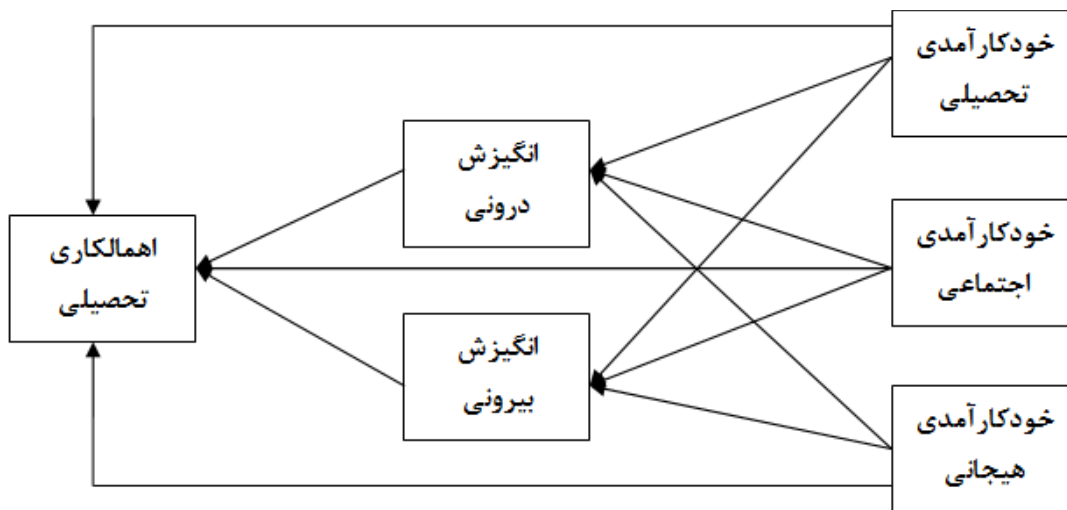 خودکارآمدی
تحصیلی
انگیزش
درونی
خودکارآمدی
اجتماعی
اهمالکاری
تحصیلی
انگیزش
بیرونی
خودکارآمدی
هیجانی